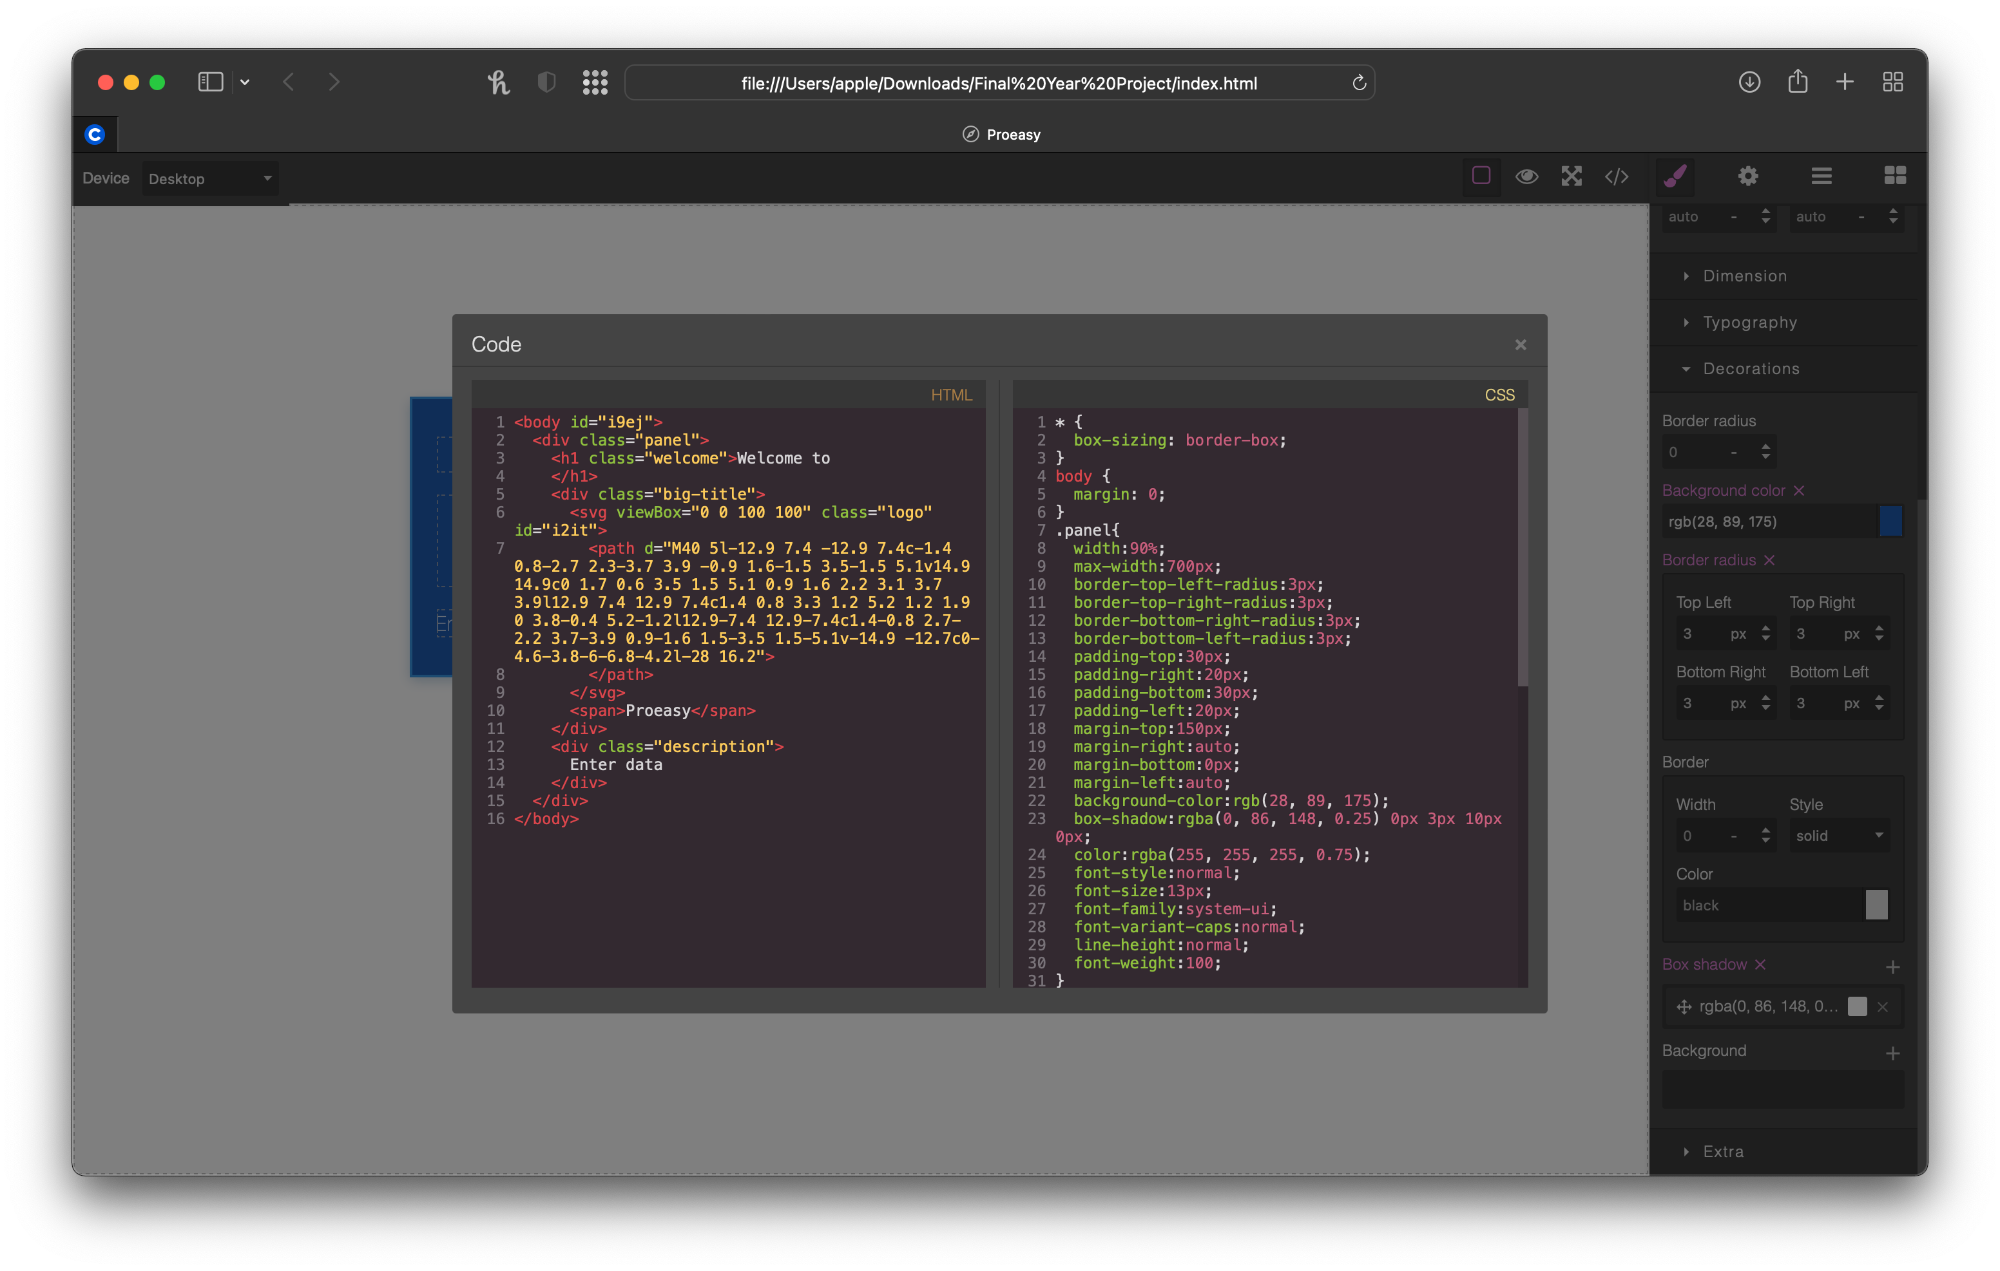 file:///Users/apple/Downloads/Final%20Year%20Project/index.html
C
Proeasy
Device
Desktop
auto - auto -
Dimension
Typography
Decorations
Border radius
0 -
Background color ×
rgb(28, 89, 175)
Border radius ×
Top Left Top Right
3 px 3 px
Bottom Right Bottom Left
3 px 3 px
Border
Width Style
0 - solid
Color
black
Box shadow ×
rgba(0, 86, 148, 0... ×
Background
Extra
Code ×
HTML
1 <body id="i9ej">
2   <div class="panel">
3     <h1 class="welcome">Welcome to
4     </h1>
5     <div class="big-title">
6       <svg viewBox="0 0 100 100" class="logo"
id="i2it">
7         <path d="M40 5l-12.9 7.4 -12.9 7.4c-1.4
0.8-2.7 2.3-3.7 3.9 -0.9 1.6-1.5 3.5-1.5 5.1v14.9
14.9c0 1.7 0.6 3.5 1.5 5.1 0.9 1.6 2.2 3.1 3.7
3.9l12.9 7.4 12.9 7.4c1.4 0.8 3.3 1.2 5.2 1.2 1.9
0 3.8-0.4 5.2-1.2l12.9-7.4 12.9-7.4c1.4-0.8 2.7-
2.2 3.7-3.9 0.9-1.6 1.5-3.5 1.5-5.1v-14.9 -12.7c0-
4.6-3.8-6-6.8-4.2l-28 16.2">
8         </path>
9       </svg>
10       <span>Proeasy</span>
11     </div>
12     <div class="description">
13       Enter data
14     </div>
15   </div>
16 </body>
CSS
1 * {
2   box-sizing: border-box;
3 }
4 body {
5   margin: 0;
6 }
7 .panel{
8   width:90%;
9   max-width:700px;
10   border-top-left-radius:3px;
11   border-top-right-radius:3px;
12   border-bottom-right-radius:3px;
13   border-bottom-left-radius:3px;
14   padding-top:30px;
15   padding-right:20px;
16   padding-bottom:30px;
17   padding-left:20px;
18   margin-top:150px;
19   margin-right:auto;
20   margin-bottom:0px;
21   margin-left:auto;
22   background-color:rgb(28, 89, 175);
23   box-shadow:rgba(0, 86, 148, 0.25) 0px 3px 10px
0px;
24   color:rgba(255, 255, 255, 0.75);
25   font-style:normal;
26   font-size:13px;
27   font-family:system-ui;
28   font-variant-caps:normal;
29   line-height:normal;
30   font-weight:100;
31 }